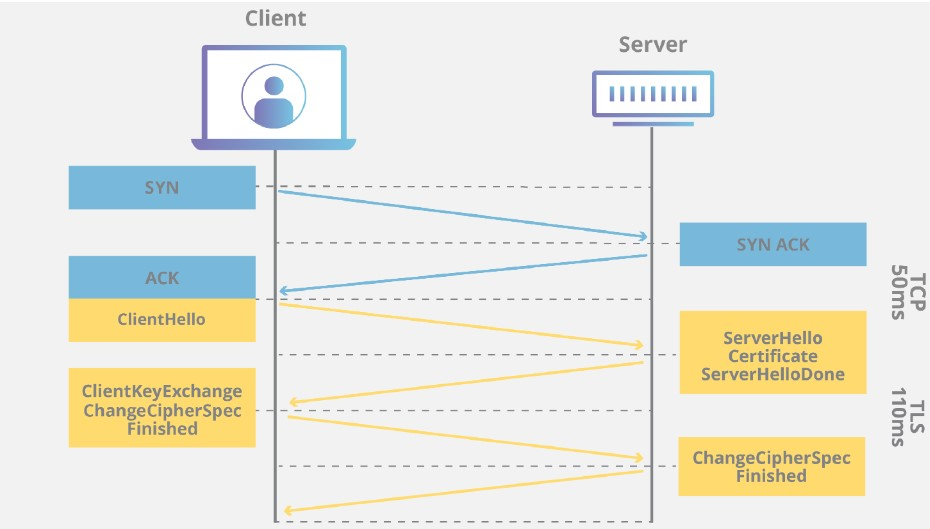 Client
Server
SYN
SYN ACK
ACK
ClientHello
TCP
50ms
ServerHello
Certificate
ServerHelloDone
ClientKeyExchange
ChangeCipherSpec
Finished
TLS
110ms
ChangeCipherSpec
Finished